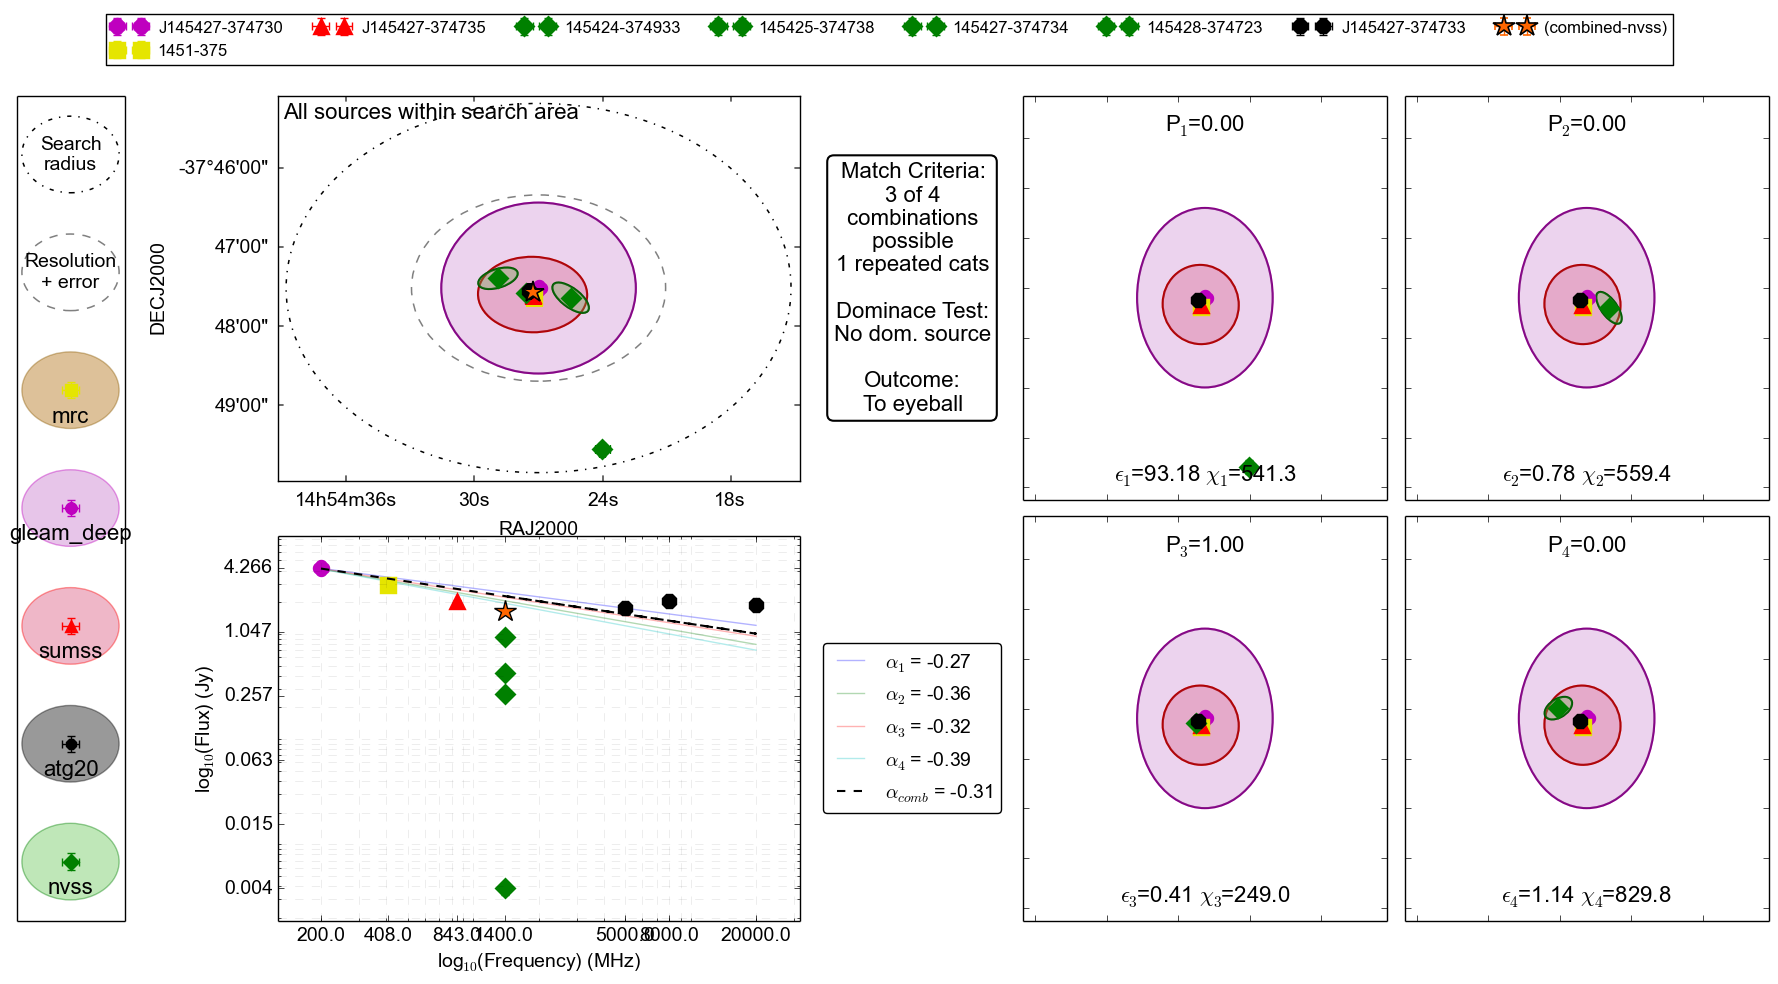 J145427-374730
J145427-374735
145424-374933
145425-374738
145427-374734
145428-374723
J145427-374733
(combined-nvss)
1451-375
Search
radius
Resolution
+ error
mrc
gleam_deep
sumss
atg20
nvss
All sources within search area
DECJ2000
-37°46'00"
47'00"
48'00"
49'00"
14h54m36s
30s
24s
18s
RAJ2000
Match Criteria:
3 of 4
combinations
possible
1 repeated cats
Dominace Test:
No dom. source
Outcome:
To eyeball
P1=0.00
ϵ1=93.18 χ1=541.3
P2=0.00
ϵ2=0.78 χ2=559.4
log10(Flux) (Jy)
4.266
1.047
0.257
0.063
0.015
0.004
200.0
408.0
843.0
1400.0
5000.0
8000.0
20000.0
log10(Frequency) (MHz)
α1 = -0.27
α2 = -0.36
α3 = -0.32
α4 = -0.39
αcomb = -0.31
P3=1.00
ϵ3=0.41 χ3=249.0
P4=0.00
ϵ4=1.14 χ4=829.8